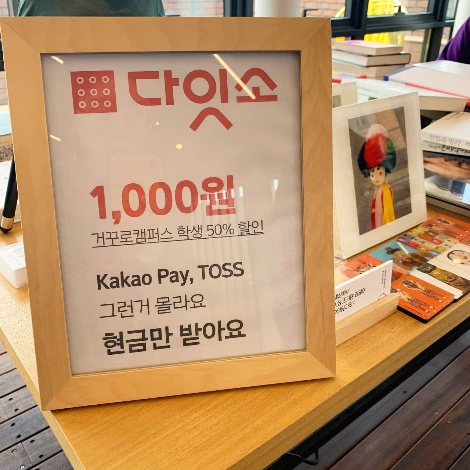 다잇소
1,000원
거꾸로캠퍼스 학생 50% 할인
Kakao Pay, TOSS
그런거 몰라요
현금만 받아요